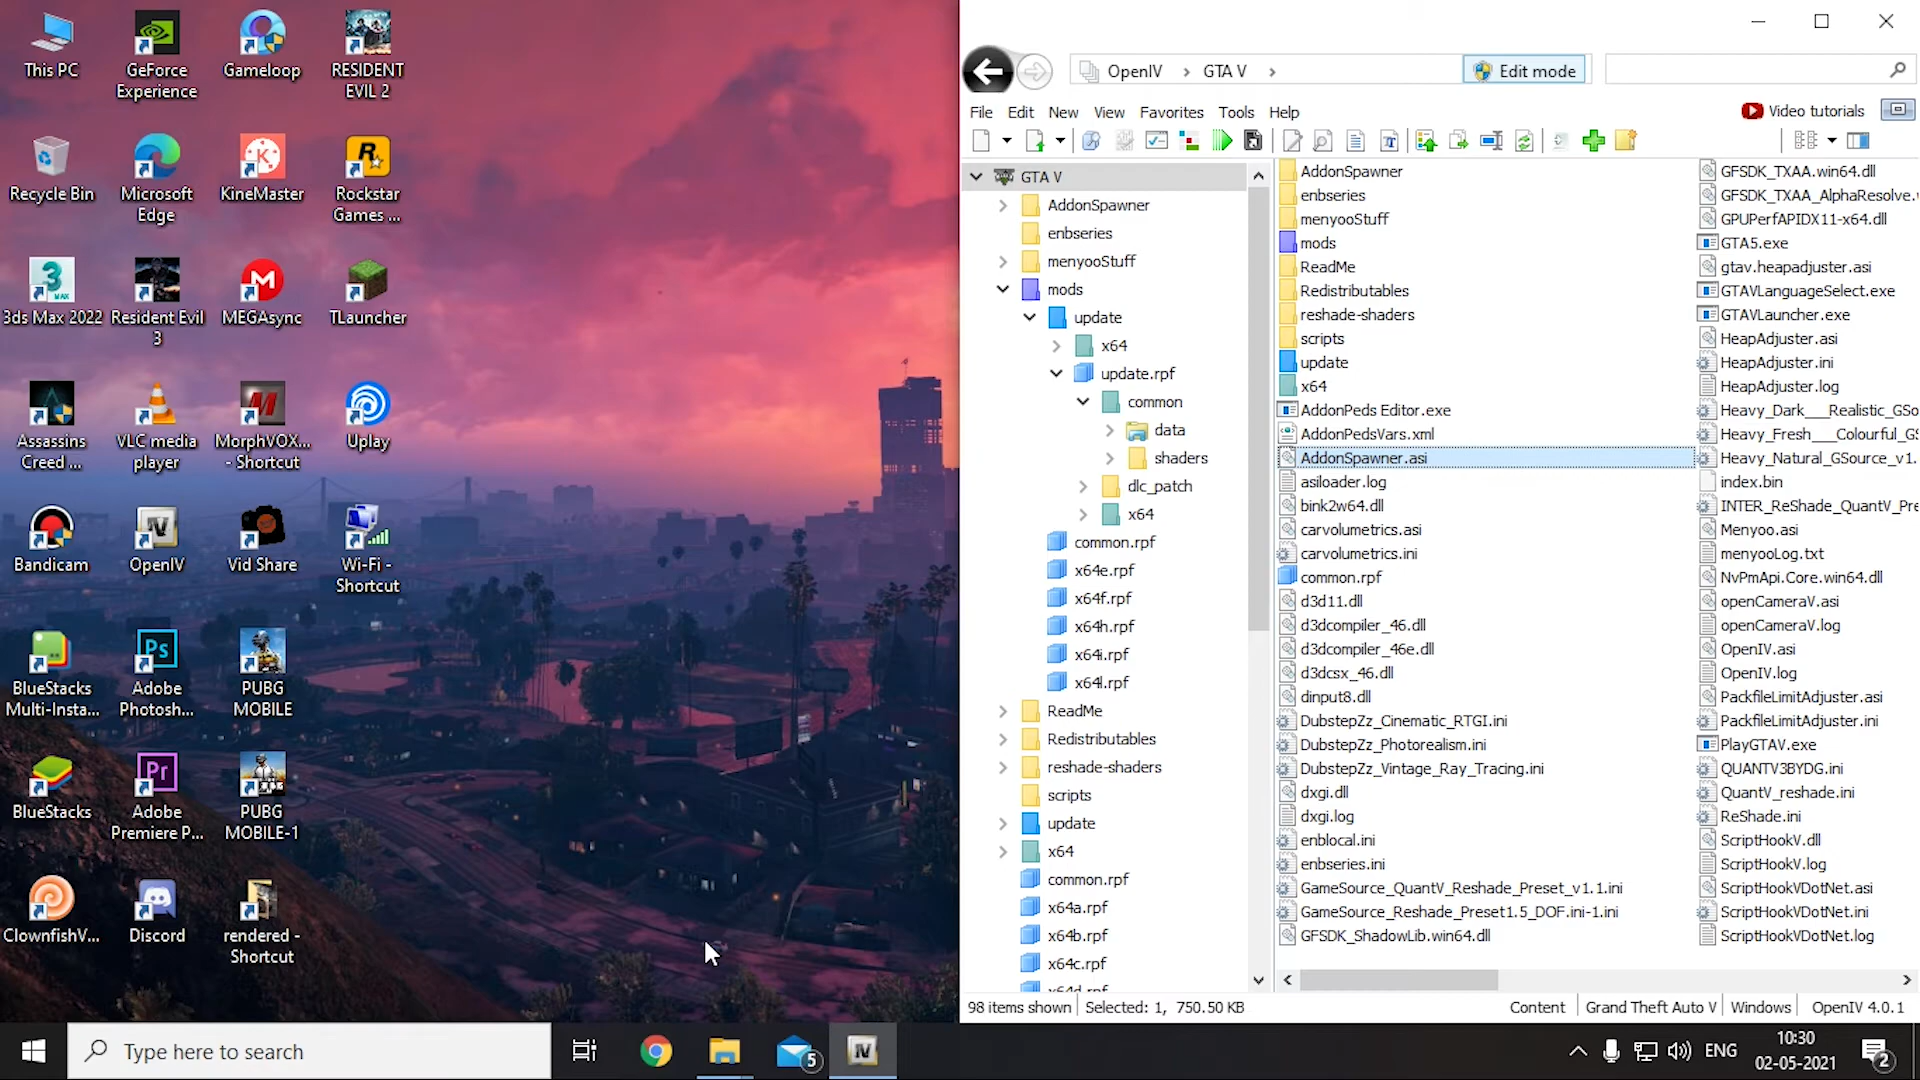 This PC
GeForce
Experience
Gameloop
RESIDENT
EVIL 2
Recycle Bin
Microsoft
Edge
KineMaster
Rockstar
Games ...
3ds Max 2022
Resident Evil
3
MEGAsync
TLauncher
Assassins
Creed ...
VLC media
player
MorphVOX...
- Shortcut
Uplay
Bandicam
OpenIV
Vid Share
Wi-Fi -
Shortcut
BlueStacks
Multi-Insta...
Adobe
Photosh...
PUBG
MOBILE
BlueStacks
Adobe
Premiere P...
PUBG
MOBILE-1
ClownfishV...
Discord
rendered -
Shortcut
OpenIV
GTA V
Edit mode
File Edit New View Favorites Tools Help
Video tutorials
GTA V
AddonSpawner
enbseries
menyooStuff
mods
update
x64
update.rpf
common
data
shaders
dlc_patch
x64
common.rpf
x64e.rpf
x64f.rpf
x64h.rpf
x64i.rpf
x64l.rpf
ReadMe
Redistributables
reshade-shaders
scripts
update
x64
common.rpf
x64a.rpf
x64b.rpf
x64c.rpf
x64d.rpf
AddonSpawner
enbseries
menyooStuff
mods
ReadMe
Redistributables
reshade-shaders
scripts
update
x64
AddonPeds Editor.exe
AddonPedsVars.xml
AddonSpawner.asi
asiloader.log
bink2w64.dll
carvolumetrics.asi
carvolumetrics.ini
common.rpf
d3d11.dll
d3dcompiler_46.dll
d3dcompiler_46e.dll
d3dcsx_46.dll
dinput8.dll
DubstepZz_Cinematic_RTGI.ini
DubstepZz_Photorealism.ini
DubstepZz_Vintage_Ray_Tracing.ini
dxgi.dll
dxgi.log
enblocal.ini
enbseries.ini
GameSource_QuantV_Reshade_Preset_v1.1.ini
GameSource_Reshade_Preset1.5_DOF.ini-1.ini
GFSDK_ShadowLib.win64.dll
GFSDK_TXAA.win64.dll
GFSDK_TXAA_AlphaResolve.
GPUPerfAPIDX11-x64.dll
GTA5.exe
gtav.heapadjuster.asi
GTAVLanguageSelect.exe
GTAVLauncher.exe
HeapAdjuster.asi
HeapAdjuster.ini
HeapAdjuster.log
Heavy_Dark___Realistic_GSo
Heavy_Fresh___Colourful_GS
Heavy_Natural_GSource_v1.
index.bin
INTER_ReShade_QuantV_Pre
Menyoo.asi
menyooLog.txt
NvPmApi.Core.win64.dll
openCameraV.asi
openCameraV.log
OpenIV.asi
OpenIV.log
PackfileLimitAdjuster.asi
PackfileLimitAdjuster.ini
PlayGTAV.exe
QUANTV3BYDG.ini
QuantV_reshade.ini
ReShade.ini
ScriptHookV.dll
ScriptHookV.log
ScriptHookVDotNet.asi
ScriptHookVDotNet.ini
ScriptHookVDotNet.log
98 items shown Selected: 1, 750.50 KB Content Grand Theft Auto V Windows OpenIV 4.0.1
Type here to search
5
ENG
10:30
02-05-2021
2